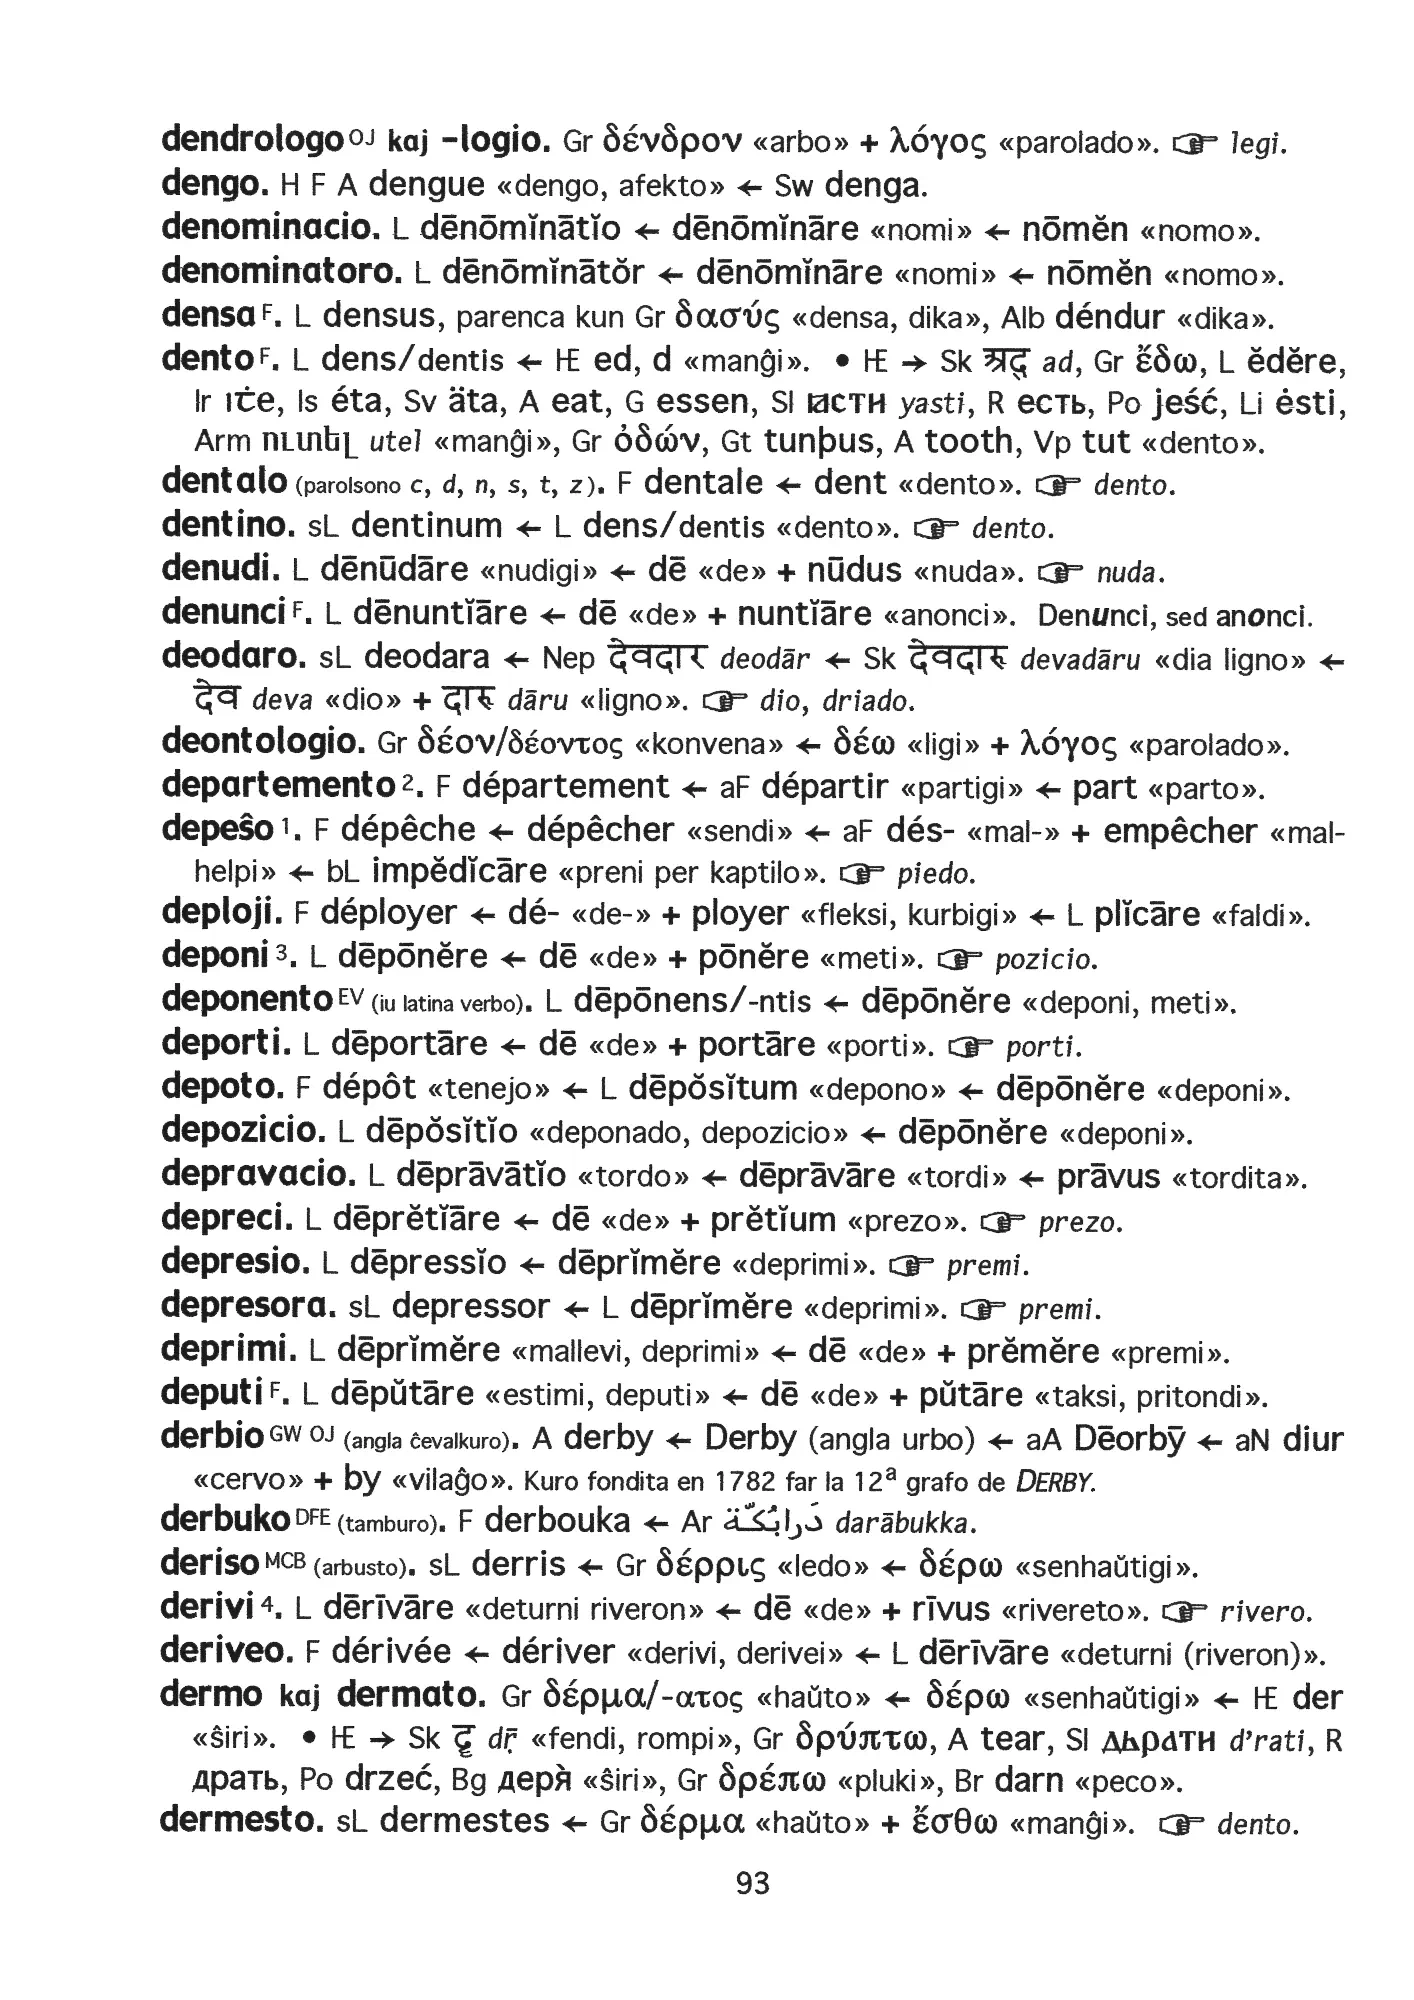 dendrologo OJ kaj -logio. Gr δένδρον «arbo» + λόγος «parolado». ☞ legi.
dengo. H F A dengue «dengo, afekto» ← Sw denga.
denominacio. L dēnōmĭnātĭo ← dēnōmĭnāre «nomi» ← nōmĕn «nomo».
denominatoro. L dēnōmĭnātŏr ← dēnōmĭnāre «nomi» ← nōmĕn «nomo».
densa F. L densus, parenca kun Gr δασύς «densa, dika», Alb déndur «dika».
dento F. L dens/dentis ← IE ed, d «manĝi». • IE → Sk अद् ad, Gr ἔδω, L ĕdĕre,
Ir ıṫe, Is éta, Sv äta, A eat, G essen, Sl ꙗсти yasti, R есть, Po jeść, Li ėsti,
Arm ուտել utel «manĝi», Gr ὀδών, Gt tunþus, A tooth, Vp tut «dento».
dentalo (parolsono c, d, n, s, t, z). F dentale ← dent «dento». ☞ dento.
dentino. sL dentinum ← L dens/dentis «dento». ☞ dento.
denudi. L dēnūdāre «nudigi» ← dē «de» + nūdus «nuda». ☞ nuda.
denunci F. L dēnuntĭāre ← dē «de» + nuntĭāre «anonci». Denunci, sed anonci.
deodaro. sL deodara ← Nep देवदार deodār ← Sk देवदारु devadāru «dia ligno» ←
देव deva «dio» + दारु dāru «ligno». ☞ dio, driado.
deontologio. Gr δέον/δέοντος «konvena» ← δέω «ligi» + λόγος «parolado».
departemento 2. F département ← aF départir «partigi» ← part «parto».
depeŝo 1. F dépêche ← dépêcher «sendi» ← aF dés- «mal-» + empêcher «mal-
helpi» ← bL impĕdĭcāre «preni per kaptilo». ☞ piedo.
deploji. F déployer ← dé- «de-» + ployer «fleksi, kurbigi» ← L plĭcāre «faldi».
deponi 3. L dēpōnĕre ← dē «de» + pōnĕre «meti». ☞ pozicio.
deponento EV (iu latina verbo). L dēpōnens/-ntis ← dēpōnĕre «deponi, meti».
deporti. L dēportāre ← dē «de» + portāre «porti». ☞ porti.
depoto. F dépôt «tenejo» ← L dēpŏsĭtum «depono» ← dēpōnĕre «deponi».
depozicio. L dēpŏsĭtĭo «deponado, depozicio» ← dēpōnĕre «deponi».
depravacio. L dēprāvātĭo «tordo» ← dēprāvāre «tordi» ← prāvus «tordita».
depreci. L dēprĕtĭāre ← dē «de» + prĕtĭum «prezo». ☞ prezo.
depresio. L dēpressĭo ← dēprĭmĕre «deprimi». ☞ premi.
depresora. sL depressor ← L dēprĭmĕre «deprimi». ☞ premi.
deprimi. L dēprĭmĕre «mallevi, deprimi» ← dē «de» + prĕmĕre «premi».
deputi F. L dēpŭtāre «estimi, deputi» ← dē «de» + pŭtāre «taksi, pritondi».
derbio GW OJ (angla ĉevalkuro). A derby ← Derby (angla urbo) ← aA Dēorbȳ ← aN diur
«cervo» + by «vilaĝo». Kuro fondita en 1782 far la 12a grafo de DERBY.
derbuko DFE (tamburo). F derbouka ← Ar دَرابُكّة darābukka.
deriso MCB (arbusto). sL derris ← Gr δέρρις «ledo» ← δέρω «senhaŭtigi».
derivi 4. L dērīvāre «deturni riveron» ← dē «de» + rīvus «rivereto». ☞ rivero.
deriveo. F dérivée ← dériver «derivi, derivei» ← L dērīvāre «deturni (riveron)».
dermo kaj dermato. Gr δέρμα/-ατος «haŭto» ← δέρω «senhaŭtigi» ← IE der
«ŝiri». • IE → Sk दॄ dṝ «fendi, rompi», Gr δρύπτω, A tear, Sl дьрати d’rati, R
драть, Po drzeć, Bg деря̀ «ŝiri», Gr δρέπω «pluki», Br darn «peco».
dermesto. sL dermestes ← Gr δέρμα «haŭto» + ἔσθω «manĝi». ☞ dento.
93